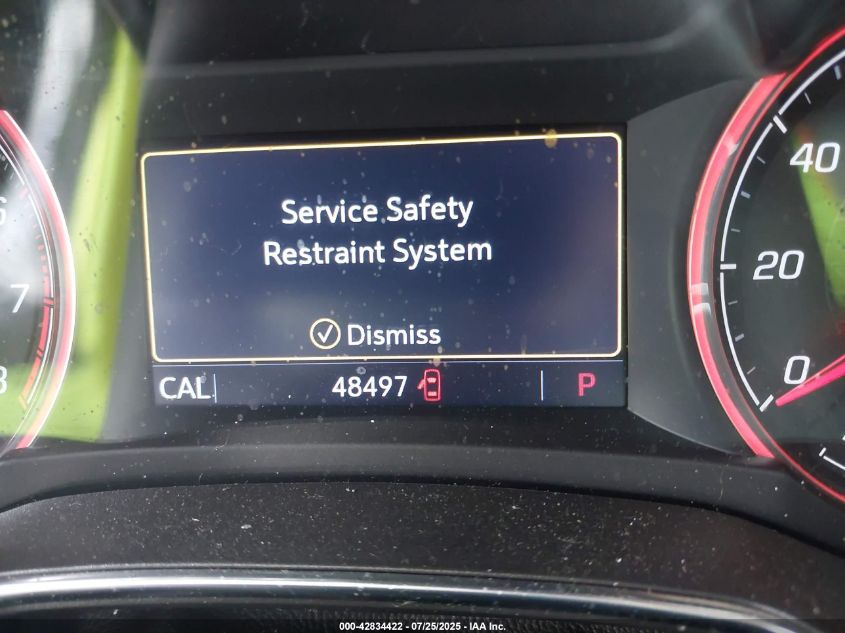 Service Safety
Restraint System
Dismiss
CAL 48497 P
7
40
20
0
000-42834422 - 07/25/2025 - IAA Inc.